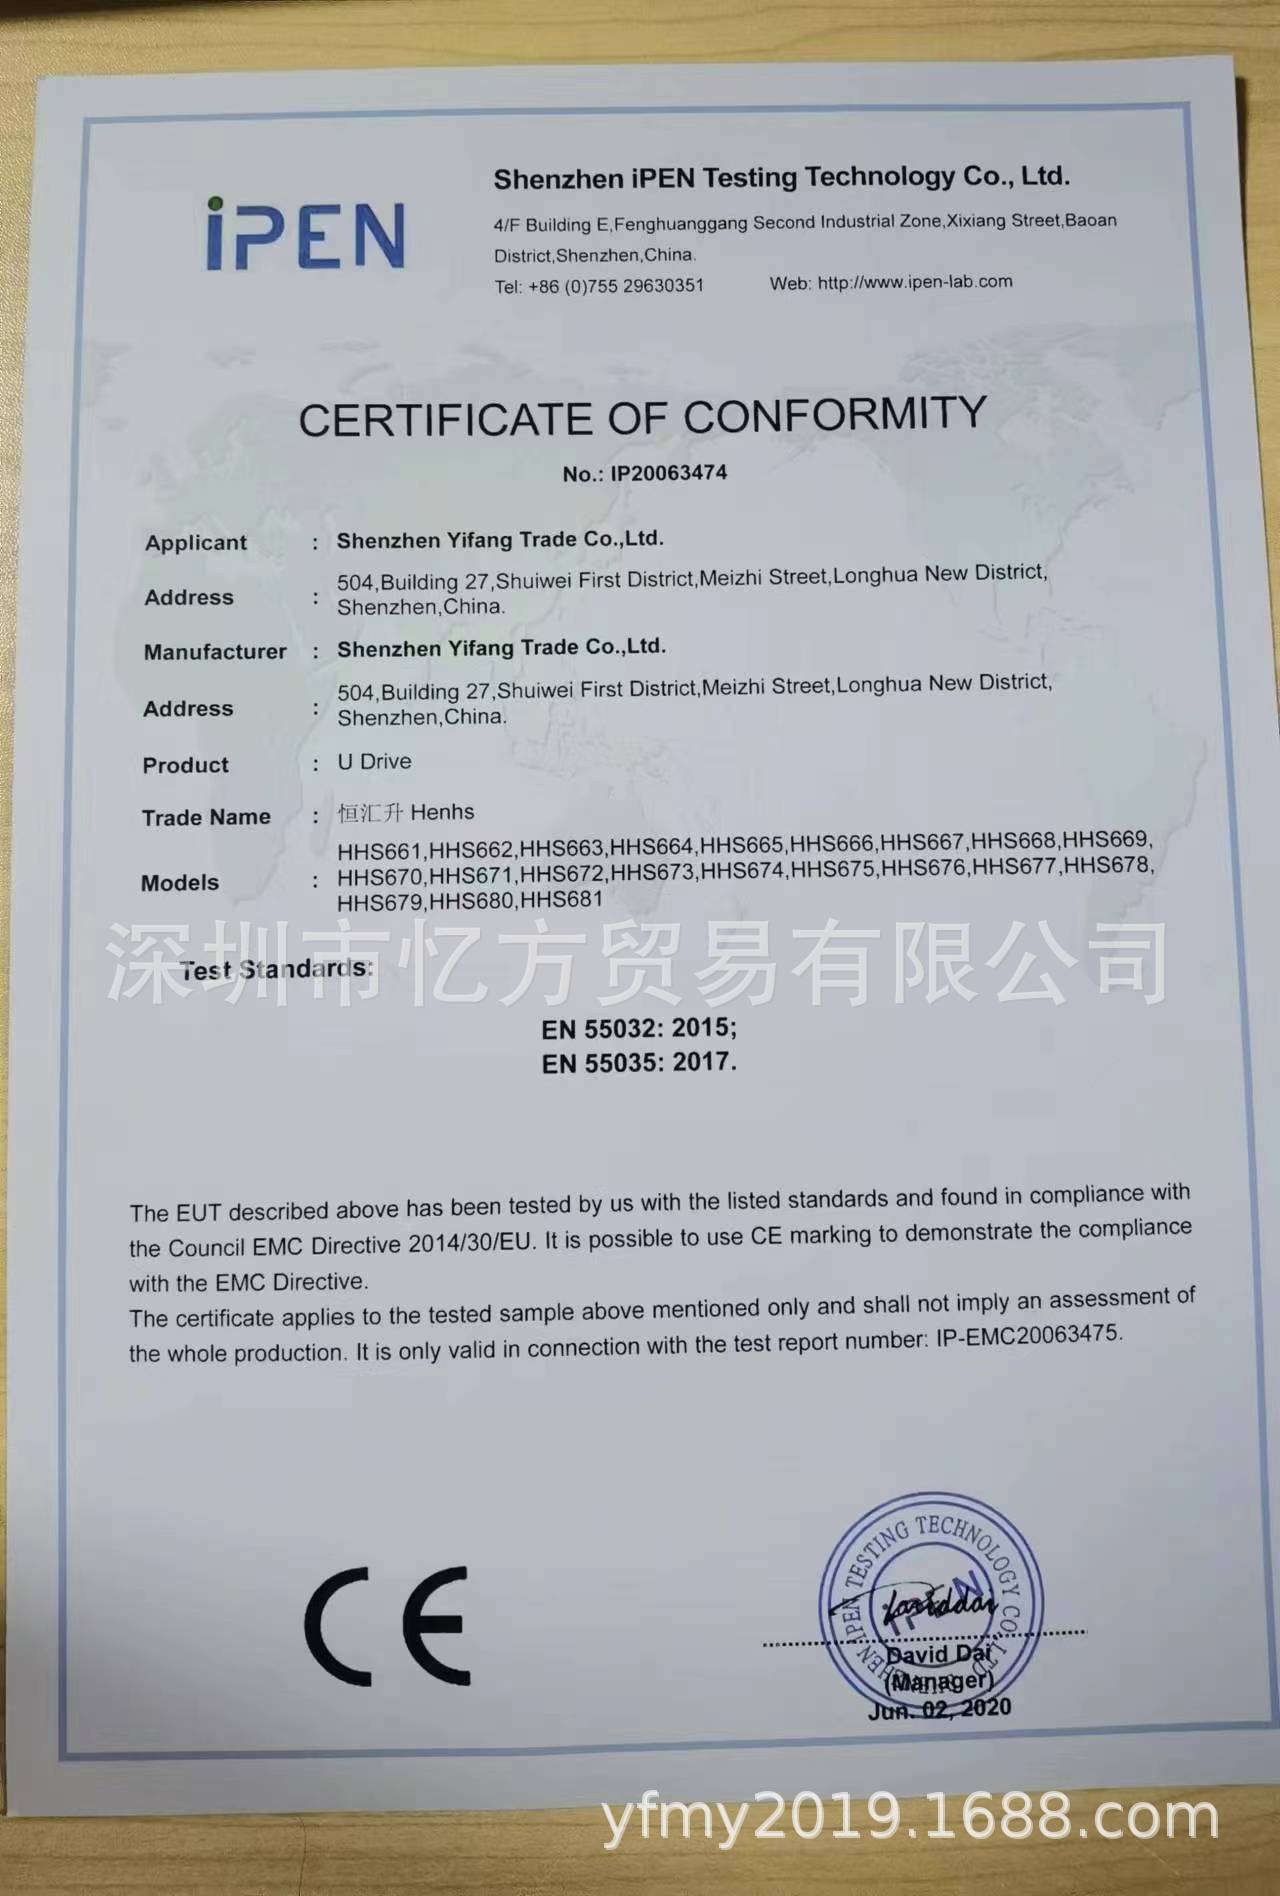 iPEN
Shenzhen iPEN Testing Technology Co., Ltd.
4/F Building E,Fenghuanggang Second Industrial Zone,Xixiang Street,Baoan
District,Shenzhen,China.
Tel: +86 (0)755 29630351 Web: http://www.ipen-lab.com
CERTIFICATE OF CONFORMITY
No.: IP20063474
Applicant : Shenzhen Yifang Trade Co.,Ltd.
Address : 504,Building 27,Shuiwei First District,Meizhi Street,Longhua New District,
Shenzhen,China.
Manufacturer : Shenzhen Yifang Trade Co.,Ltd.
Address : 504,Building 27,Shuiwei First District,Meizhi Street,Longhua New District,
Shenzhen,China.
Product : U Drive
Trade Name : 恒汇升 Henhs
Models : HHS661,HHS662,HHS663,HHS664,HHS665,HHS666,HHS667,HHS668,HHS669,
HHS670,HHS671,HHS672,HHS673,HHS674,HHS675,HHS676,HHS677,HHS678,
HHS679,HHS680,HHS681
深圳市忆方贸易有限公司
Test Standards:
EN 55032: 2015;
EN 55035: 2017.
The EUT described above has been tested by us with the listed standards and found in compliance with
the Council EMC Directive 2014/30/EU. It is possible to use CE marking to demonstrate the compliance
with the EMC Directive.
The certificate applies to the tested sample above mentioned only and shall not imply an assessment of
the whole production. It is only valid in connection with the test report number: IP-EMC20063475.
CE
SHENZHEN IPEN TESTING TECHNOLOGY CO., LTD
iPEN
David Dai
(Manager)
Jun. 02, 2020
yfmy2019.1688.com